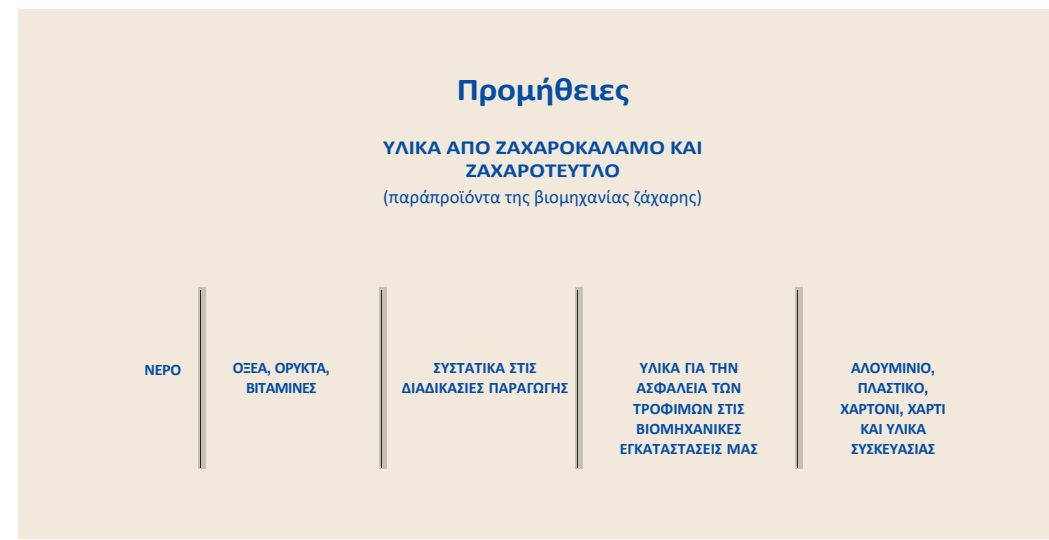 Προμήθειες
ΥΛΙΚΑ ΑΠΟ ΖΑΧΑΡΟΚΑΛΑΜΟ ΚΑΙ
ΖΑΧΑΡΟΤΕΥΤΛΟ
(παράπροϊόντα της βιομηχανίας ζάχαρης)
ΝΕΡΟ
ΟΞΕΑ, ΟΡΥΚΤΑ,
ΒΙΤΑΜΙΝΕΣ
ΣΥΣΤΑΤΙΚΑ ΣΤΙΣ
ΔΙΑΔΙΚΑΣΙΕΣ ΠΑΡΑΓΩΓΗΣ
ΥΛΙΚΑ ΓΙΑ ΤΗΝ
ΑΣΦΑΛΕΙΑ ΤΩΝ
ΤΡΟΦΙΜΩΝ ΣΤΙΣ
ΒΙΟΜΗΧΑΝΙΚΕΣ
ΕΓΚΑΤΑΣΤΑΣΕΙΣ ΜΑΣ
ΑΛΟΥΜΙΝΙΟ,
ΠΛΑΣΤΙΚΟ,
ΧΑΡΤΟΝΙ, ΧΑΡΤΙ
ΚΑΙ ΥΛΙΚΑ
ΣΥΣΚΕΥΑΣΙΑΣ